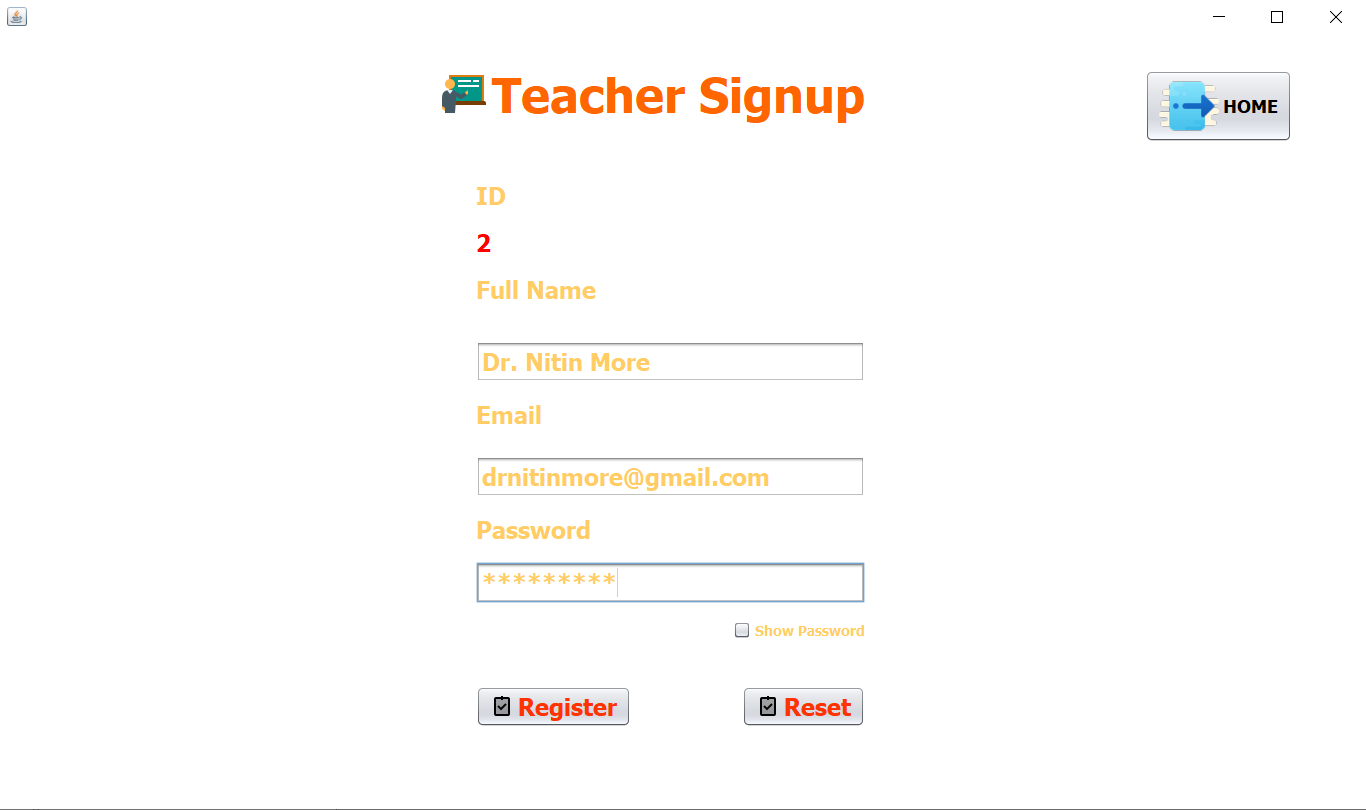 Teacher Signup
HOME
ID
2
Full Name
Dr. Nitin More
Email
drnitinmore@gmail.com
Password
*********
Show Password
Register
Reset